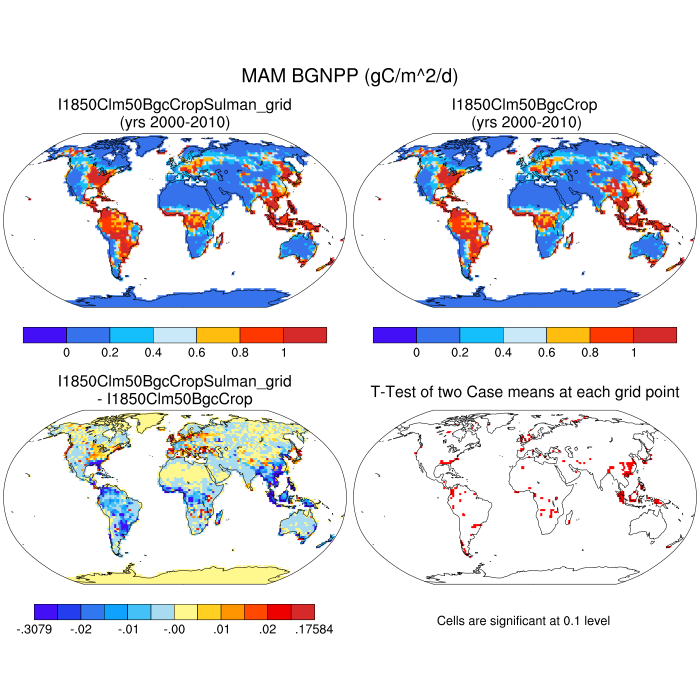 MAM BGNPP (gC/m^2/d)
I1850Clm50BgcCropSulman_grid
(yrs 2000-2010)
I1850Clm50BgcCrop
(yrs 2000-2010)
0 0.2 0.4 0.6 0.8 1
0 0.2 0.4 0.6 0.8 1
I1850Clm50BgcCropSulman_grid
- I1850Clm50BgcCrop
T-Test of two Case means at each grid point
-.3079 -.02 -.01 -.00 .01 .02 .17584
Cells are significant at 0.1 level